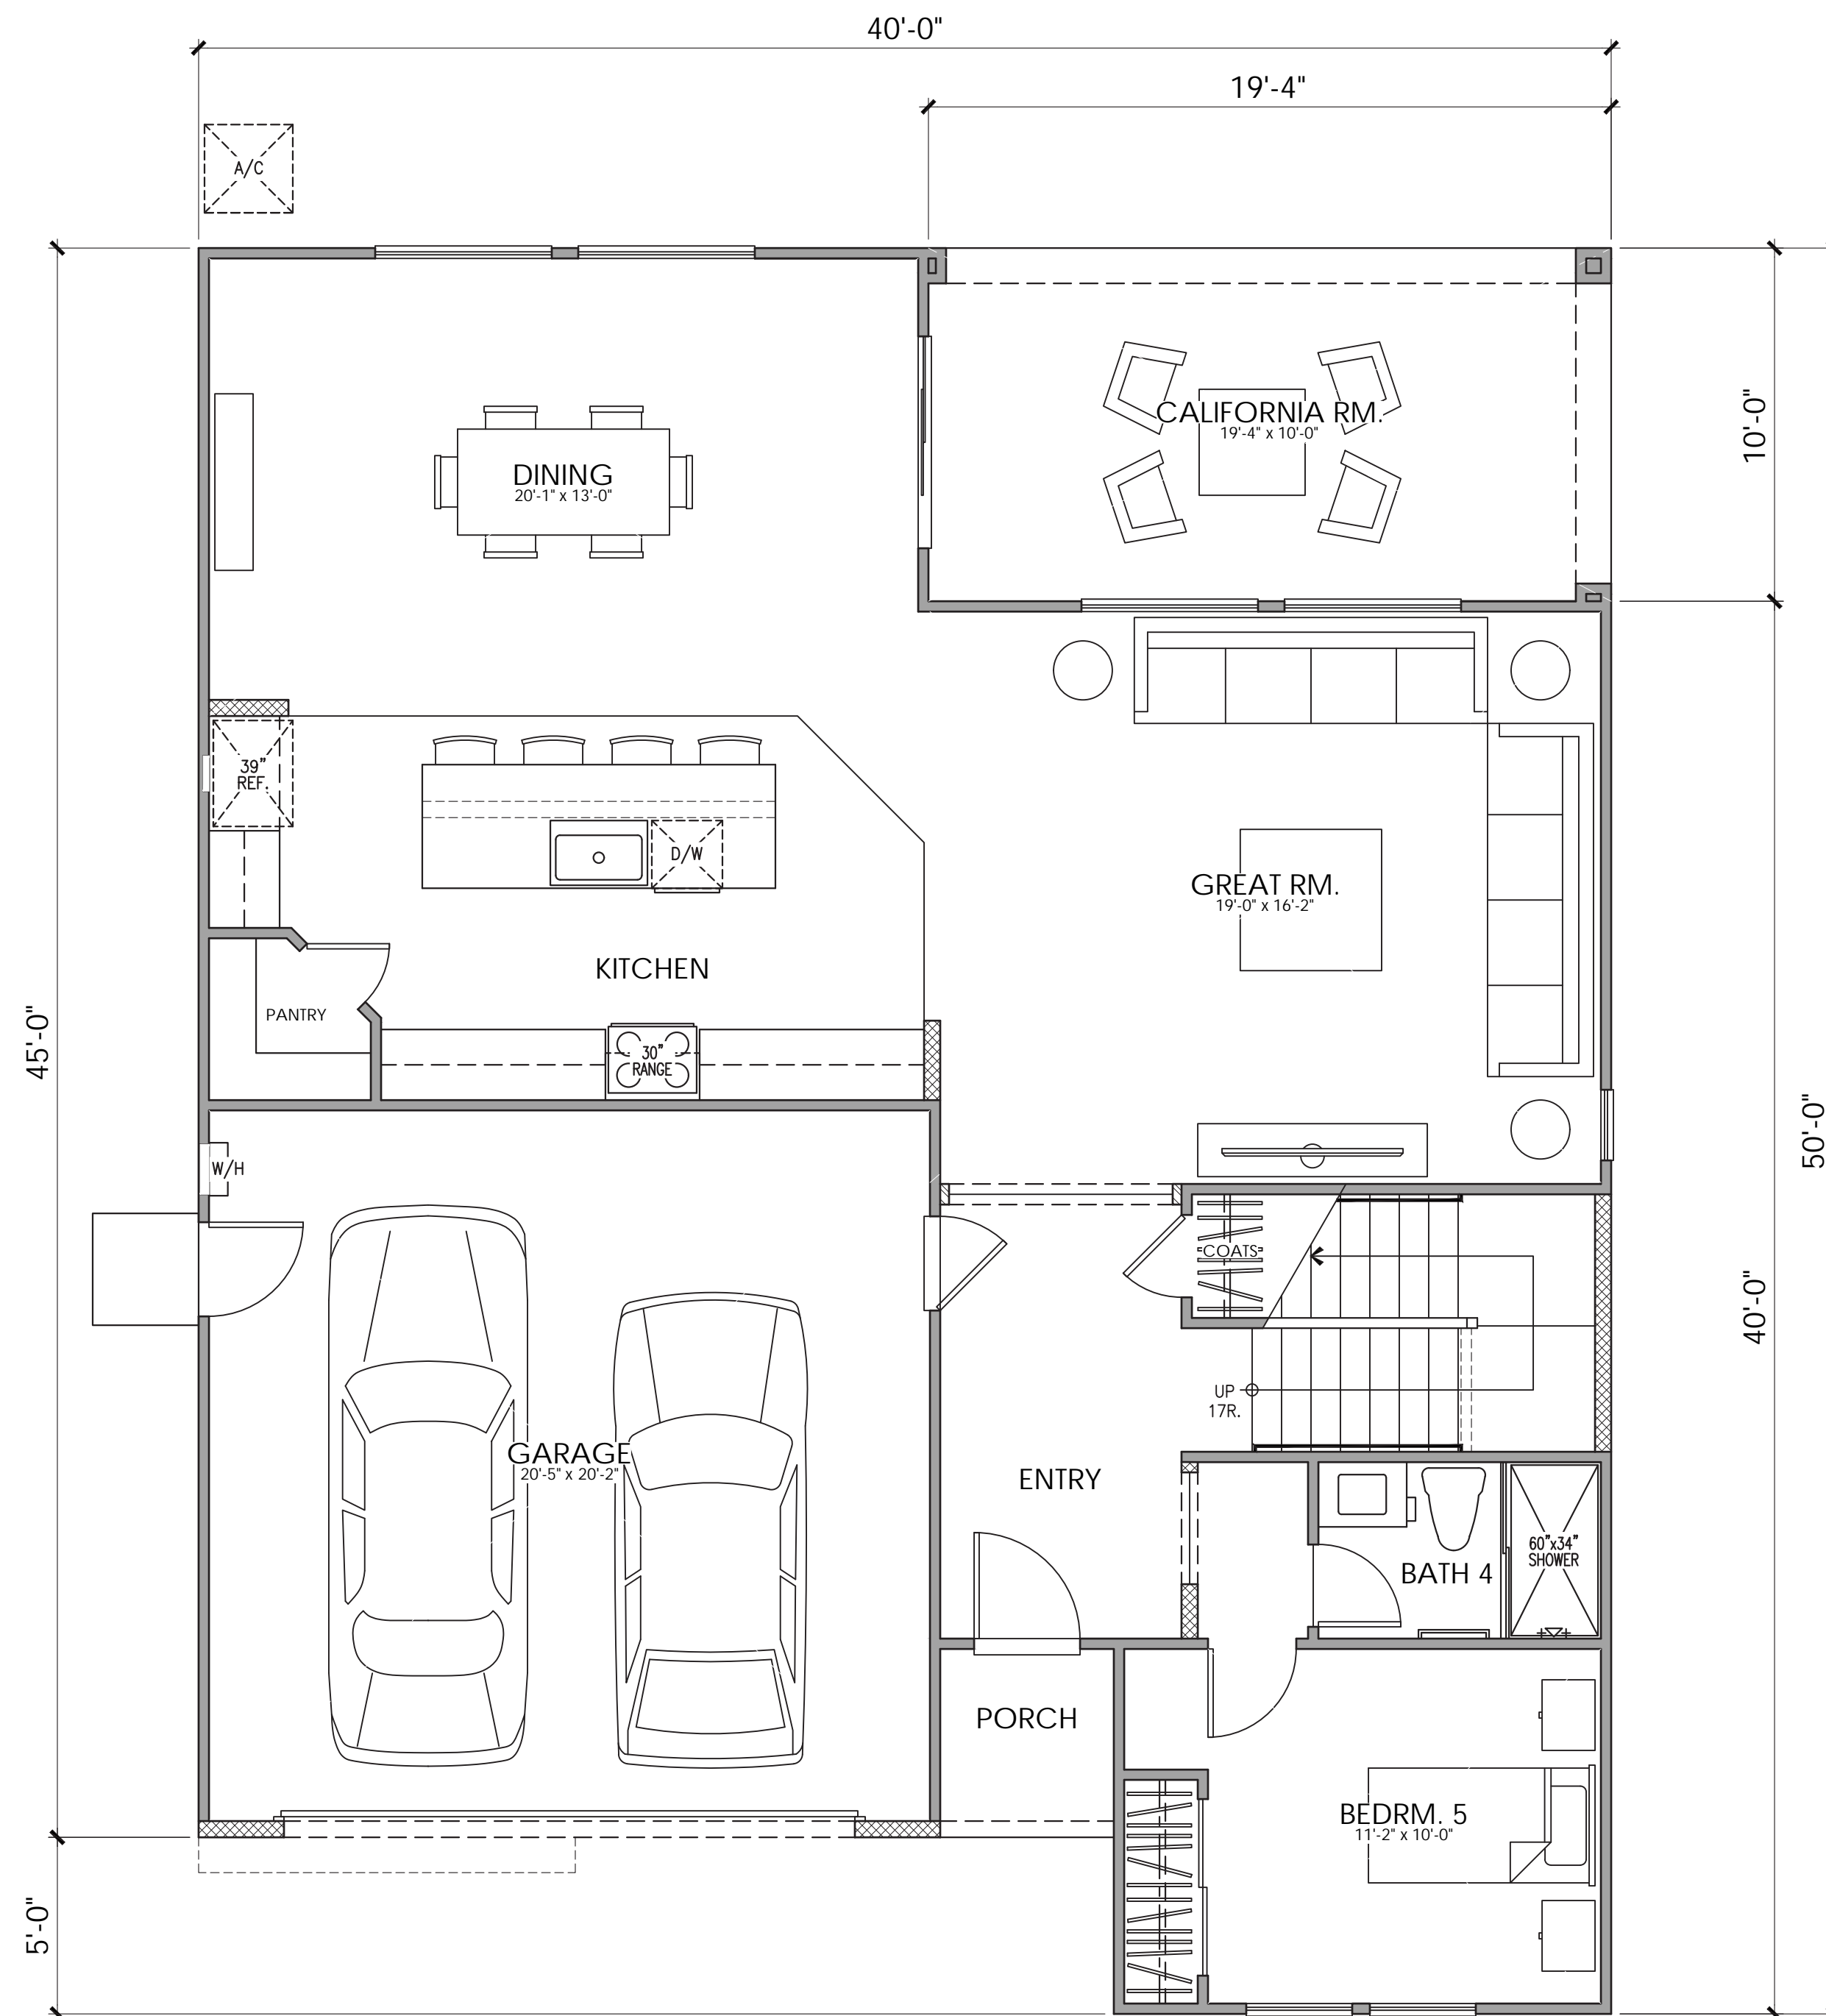 40'-0"
19'-4"
A/C
CALIFORNIA RM.
19'-4" x 10'-0"
10'-0"
DINING
20'-1" x 13'-0"
39"
REF.
D/W
GREAT RM.
19'-0" x 16'-2"
KITCHEN
PANTRY
30"
RANGE
45'-0"
50'-0"
W/H
COATS
40'-0"
UP
17R.
GARAGE
20'-5" x 20'-2"
ENTRY
60"x34"
SHOWER
BATH 4
PORCH
BEDRM. 5
11'-2" x 10'-0"
5'-0"